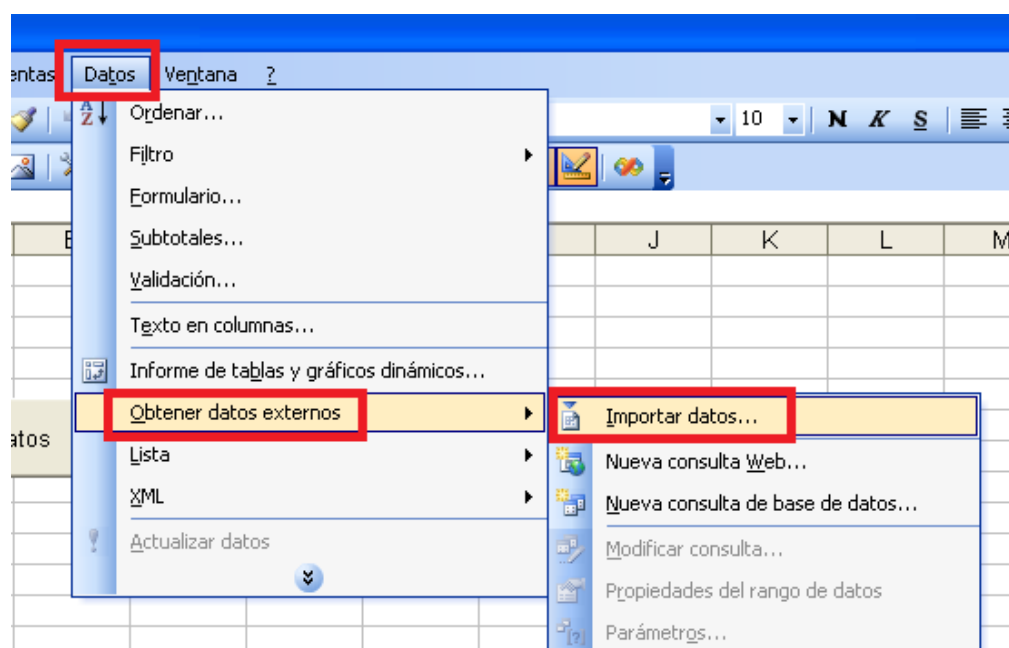 entas Datos Ventana ?
Ordenar...
10 N K S
Filtro
Formulario...
E Subtotales... J K L M
Validación...
Texto en columnas...
Informe de tablas y gráficos dinámicos...
Obtener datos externos Importar datos...
atos
Lista Nueva consulta Web...
XML Nueva consulta de base de datos...
Actualizar datos Modificar consulta...
Propiedades del rango de datos
Parámetros...